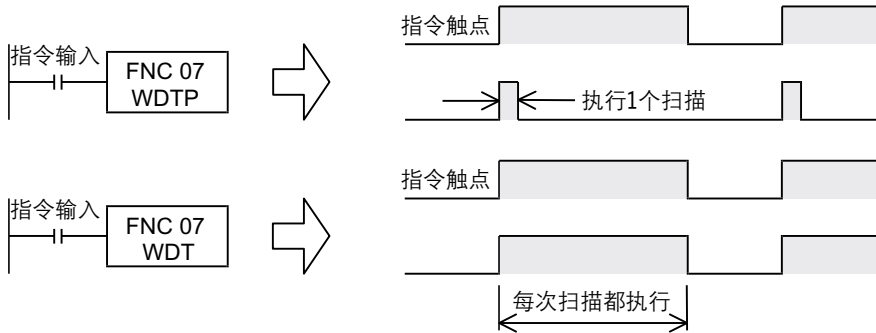 指令触点
指令输入
FNC 07
WDTP
执行1个扫描
指令触点
指令输入
FNC 07
WDT
每次扫描都执行